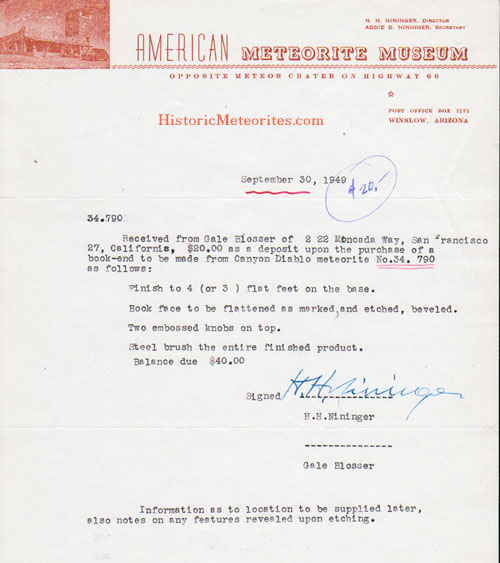 H. H. NININGER, DIRECTOR
ADDIE D. NININGER, SECRETARY
AMERICAN METEORITE MUSEUM
OPPOSITE METEOR CRATER ON HIGHWAY 66
POST OFFICE BOX 1171
WINSLOW, ARIZONA
HistoricMeteorites.com
September 30, 1949
$20.-
34.790
Received from Gale Blosser of 2 22 Moncada Way, San Francisco
27, California, $20.00 as a deposit upon the purchase of a
book-end to be made from Canyon Diablo meteorite No.34. 790
as follows:
Finish to 4 (or 3 ) flat feet on the base.
Book face to be flattened as marked,and etched, beveled.
Two embossed knobs on top.
Steel brush the entire finished product.
Balance due $40.00
Signed H.H.Nininger
H.H.Nininger
Gale Blosser
Information as to location to be supplied later,
also notes on any features revealed upon etching.